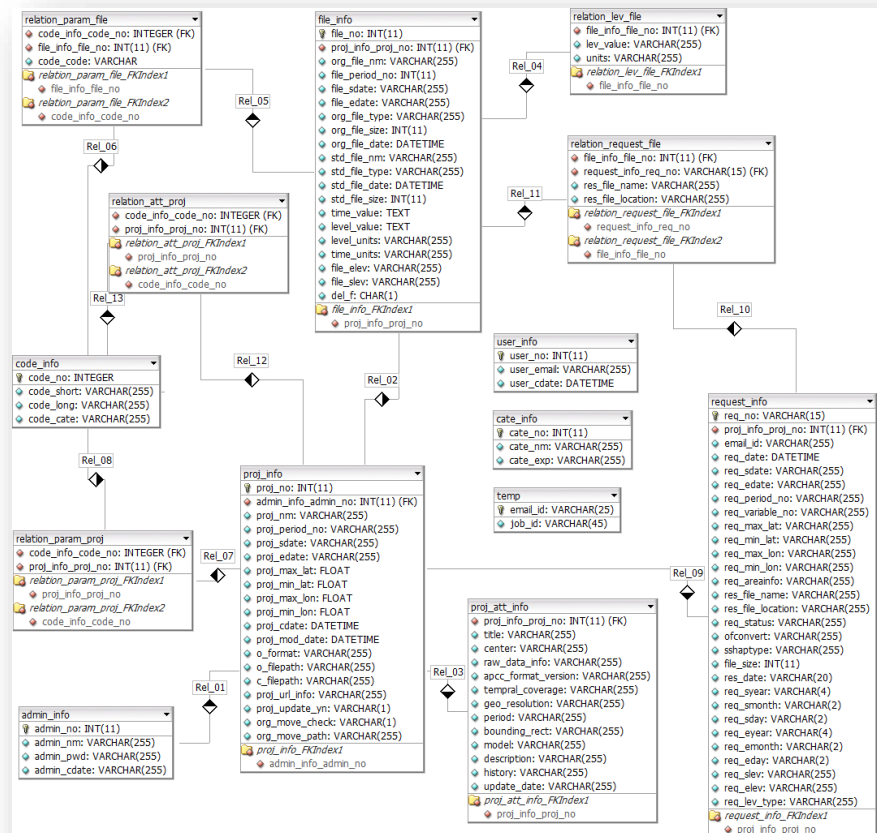 relation_param_file
code_info_code_no: INTEGER (FK)
file_info_file_no: INT(11) (FK)
code_code: VARCHAR
relation_param_file_FKIndex1
file_info_file_no
relation_param_file_FKIndex2
code_info_code_no
file_info
file_no: INT(11)
proj_info_proj_no: INT(11) (FK)
org_file_nm: VARCHAR(255)
file_period_no: INT(11)
file_sdate: VARCHAR(255)
file_edate: VARCHAR(255)
org_file_type: VARCHAR(255)
org_file_size: INT(11)
org_file_date: DATETIME
std_file_nm: VARCHAR(255)
std_file_type: VARCHAR(255)
std_file_date: DATETIME
std_file_size: INT(11)
time_value: TEXT
level_value: TEXT
level_units: VARCHAR(255)
time_units: VARCHAR(255)
file_elev: VARCHAR(255)
file_slev: VARCHAR(255)
del_f: CHAR(1)
file_info_FKIndex1
proj_info_proj_no
relation_lev_file
file_info_file_no: INT(11) (FK)
lev_value: VARCHAR(255)
units: VARCHAR(255)
relation_lev_file_FKIndex1
file_info_file_no
Rel_04
Rel_05
Rel_06
relation_request_file
file_info_file_no: INT(11) (FK)
request_info_req_no: VARCHAR(15) (FK)
res_file_name: VARCHAR(255)
res_file_location: VARCHAR(255)
relation_request_file_FKIndex1
request_info_req_no
relation_request_file_FKIndex2
file_info_file_no
Rel_11
relation_att_proj
code_info_code_no: INTEGER (FK)
proj_info_proj_no: INT(11) (FK)
relation_att_proj_FKIndex1
proj_info_proj_no
relation_att_proj_FKIndex2
code_info_code_no
Rel_13
Rel_10
code_info
code_no: INTEGER
code_short: VARCHAR(255)
code_long: VARCHAR(255)
code_cate: VARCHAR(255)
Rel_12
Rel_02
user_info
user_no: INT(11)
user_email: VARCHAR(255)
user_cdate: DATETIME
cate_info
cate_no: INT(11)
cate_nm: VARCHAR(255)
cate_exp: VARCHAR(255)
temp
email_id: VARCHAR(25)
job_id: VARCHAR(45)
request_info
req_no: VARCHAR(15)
proj_info_proj_no: INT(11) (FK)
email_id: VARCHAR(255)
req_date: DATETIME
req_sdate: VARCHAR(255)
req_edate: VARCHAR(255)
req_period_no: VARCHAR(255)
req_variable_no: VARCHAR(255)
req_max_lat: VARCHAR(255)
req_min_lat: VARCHAR(255)
req_max_lon: VARCHAR(255)
req_min_lon: VARCHAR(255)
req_areainfo: VARCHAR(255)
res_file_name: VARCHAR(255)
res_file_location: VARCHAR(255)
req_status: VARCHAR(255)
ofconvert: VARCHAR(255)
sshaptype: VARCHAR(255)
file_size: INT(11)
res_date: VARCHAR(20)
req_syear: VARCHAR(4)
req_smonth: VARCHAR(2)
req_sday: VARCHAR(2)
req_eyear: VARCHAR(4)
req_emonth: VARCHAR(2)
req_eday: VARCHAR(2)
req_slev: VARCHAR(255)
req_elev: VARCHAR(255)
req_lev_type: VARCHAR(255)
request_info_FKIndex1
proj_info_proj_no
Rel_08
proj_info
proj_no: INT(11)
admin_info_admin_no: INT(11) (FK)
proj_nm: VARCHAR(255)
proj_period_no: VARCHAR(255)
proj_sdate: VARCHAR(255)
proj_edate: VARCHAR(255)
proj_max_lat: FLOAT
proj_min_lat: FLOAT
proj_max_lon: FLOAT
proj_min_lon: FLOAT
proj_cdate: DATETIME
proj_mod_date: DATETIME
o_format: VARCHAR(255)
o_filepath: VARCHAR(255)
c_filepath: VARCHAR(255)
proj_url_info: VARCHAR(255)
proj_update_yn: VARCHAR(1)
org_move_check: VARCHAR(1)
org_move_path: VARCHAR(255)
proj_info_FKIndex1
admin_info_admin_no
relation_param_proj
code_info_code_no: INTEGER (FK)
proj_info_proj_no: INT(11) (FK)
relation_param_proj_FKIndex1
proj_info_proj_no
relation_param_proj_FKIndex2
code_info_code_no
Rel_07
Rel_09
proj_att_info
proj_info_proj_no: INT(11) (FK)
title: VARCHAR(255)
center: VARCHAR(255)
raw_data_info: VARCHAR(255)
apcc_format_version: VARCHAR(255)
tempral_coverage: VARCHAR(255)
geo_resolution: VARCHAR(255)
period: VARCHAR(255)
bounding_rect: VARCHAR(255)
model: VARCHAR(255)
description: VARCHAR(255)
history: VARCHAR(255)
update_date: VARCHAR(255)
proj_att_info_FKIndex1
proj_info_proj_no
Rel_03
Rel_01
admin_info
admin_no: INT(11)
admin_nm: VARCHAR(255)
admin_pwd: VARCHAR(255)
admin_cdate: VARCHAR(255)